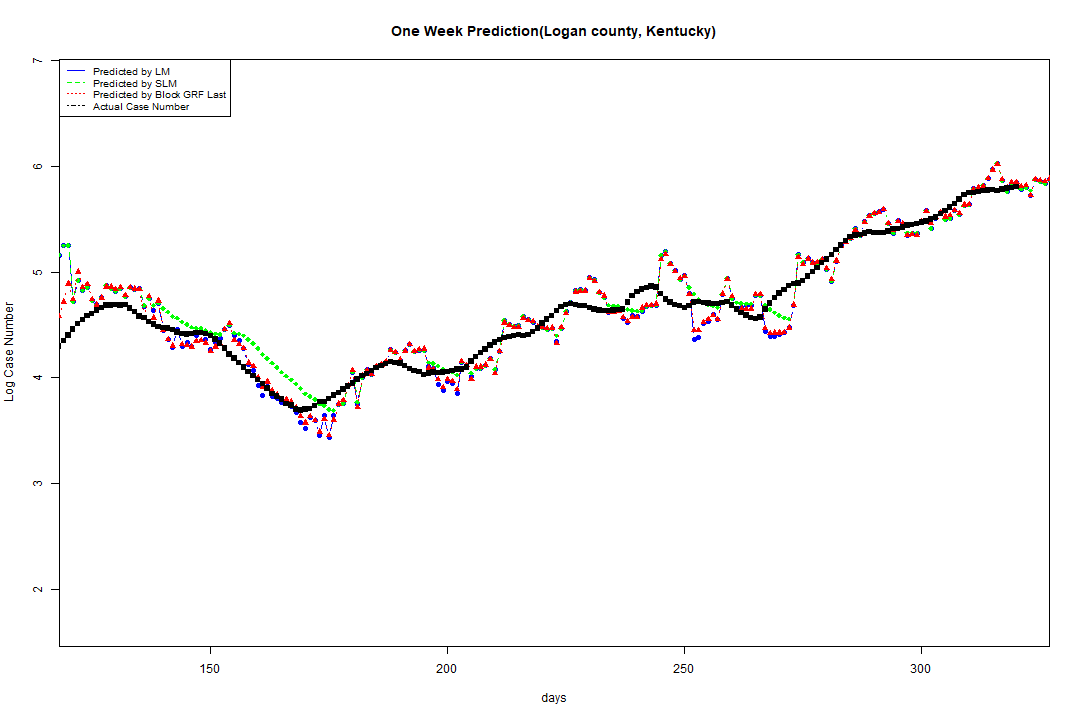 One Week Prediction(Logan county, Kentucky)
Predicted by LM
Predicted by SLM
Predicted by Block GRF Last
Actual Case Number
7
6
5
4
3
2
Log Case Number
150 200 250 300
days